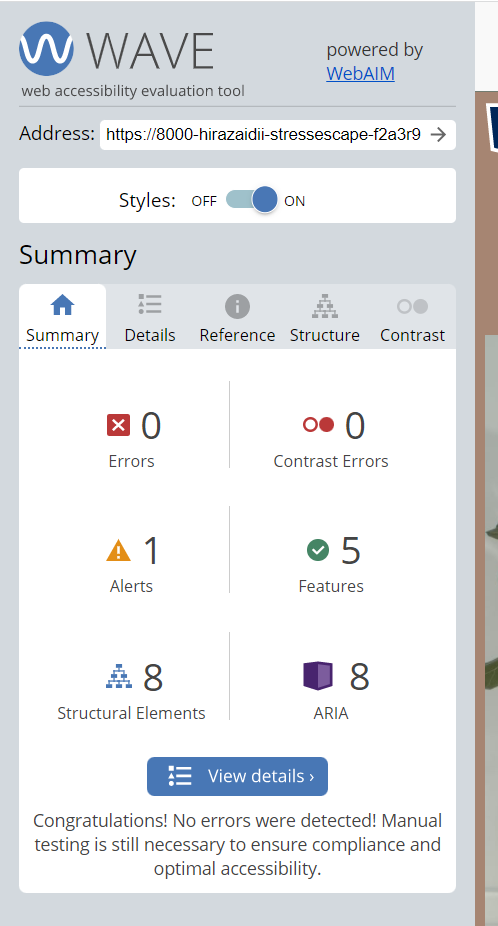 WAVE
web accessibility evaluation tool
powered by
WebAIM
Address: https://8000-hirazaidii-stressescape-f2a3r9
Styles: OFF ON
Summary
Summary Details Reference Structure Contrast
0 0
Errors Contrast Errors
1 5
Alerts Features
8 8
Structural Elements ARIA
View details ›
Congratulations! No errors were detected! Manual
testing is still necessary to ensure compliance and
optimal accessibility.